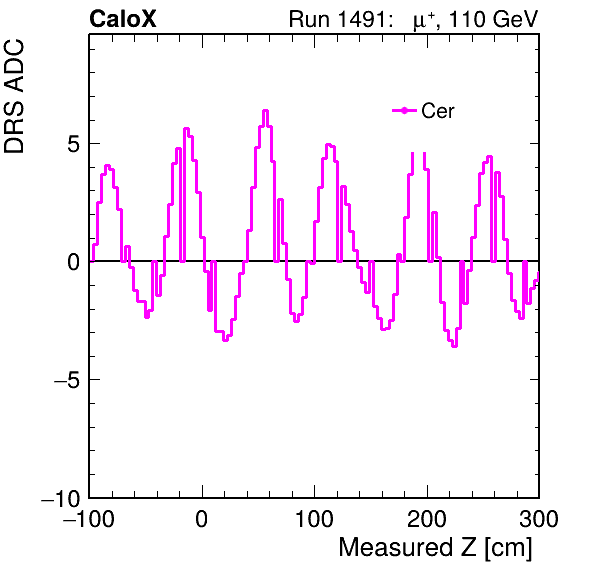 CaloX Run 1491: μ⁺, 110 GeV
DRS ADC
Cer
5
0
−5
−10
−100 0 100 200 300
Measured Z [cm]